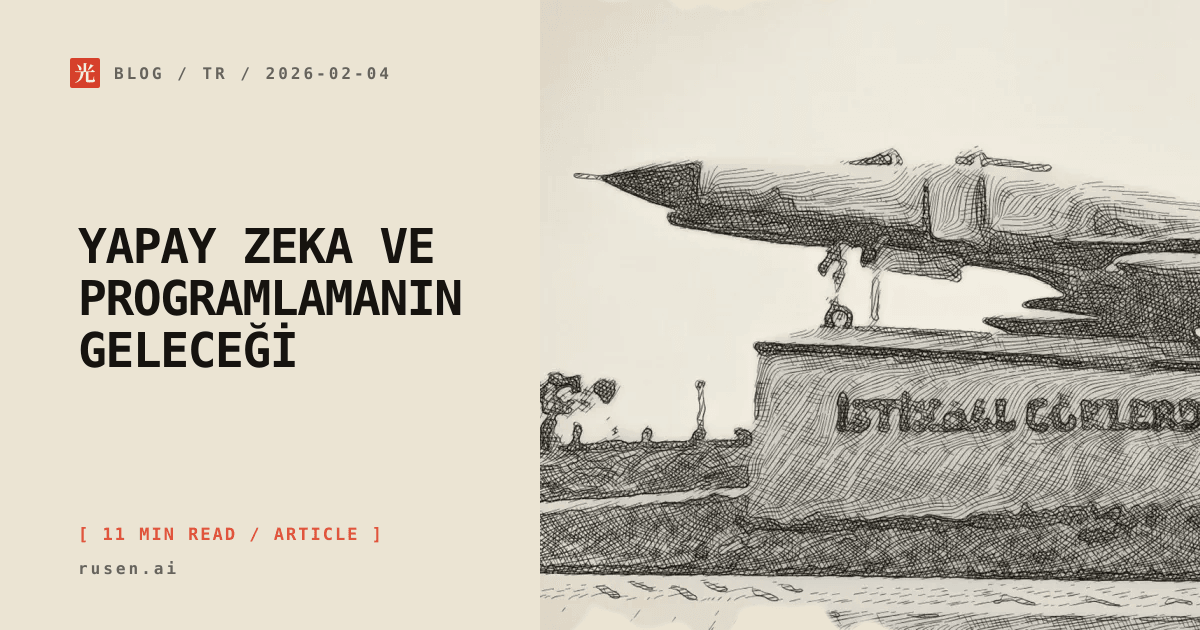 光 BLOG / TR / 2026-02-04
YAPAY ZEKA VE
PROGRAMLAMANIN
GELECEĞİ
[ 11 MIN READ / ARTICLE ]
rusen.ai